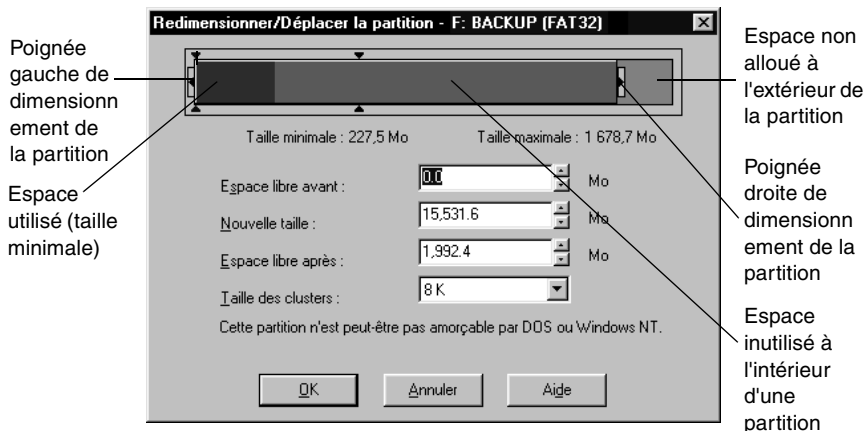 Redimensionner/Déplacer la partition - F: BACKUP (FAT32)
Poignée
gauche de
dimensionn
ement de
la partition
Espace
utilisé (taille
minimale)
Taille minimale : 227,5 Mo
Taille maximale : 1 678,7 Mo
Espace libre avant :
0.0
Mo
Nouvelle taille :
15,531.6
Mo
Espace libre après :
1,992.4
Mo
Taille des clusters :
8 K
Cette partition n'est peut-être pas amorçable par DOS ou Windows NT.
OK
Annuler
Aide
Espace non
alloué à
l'extérieur de
la partition
Poignée
droite de
dimensionn
ement de la
partition
Espace
inutilisé à
l'intérieur
d'une
partition